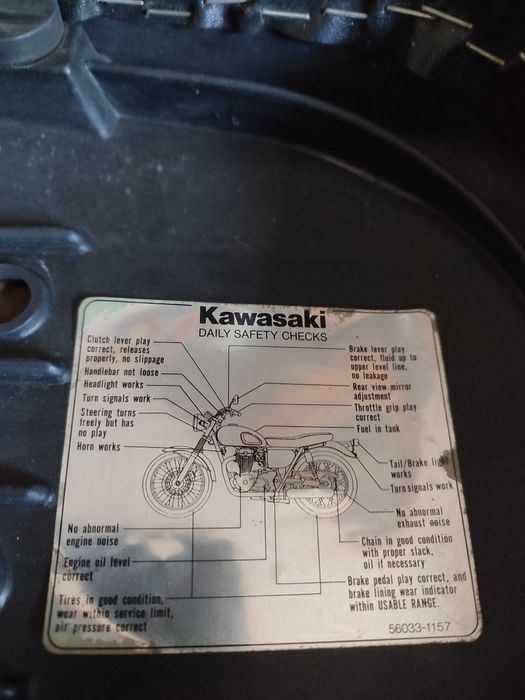 Kawasaki
DAILY SAFETY CHECKS
Clutch lever play
correct, releases
properly, no slippage
Handlebar not loose
Headlight works
Turn signals work
Steering turns
freely but has
no play
Horn works
Brake lever play
correct, fluid up to
upper level line,
no leakage
Rear view mirror
adjustment
Throttle grip play
correct
Fuel in tank
Tail/Brake light
works
Turn signals work
No abnormal
exhaust noise
Chain in good condition
with proper slack,
oil if necessary
Brake pedal play correct, and
brake lining wear indicator
within USABLE RANGE.
No abnormal
engine noise
Engine oil level
correct
Tires in good condition,
wear within service limit,
air pressure correct
56033-1157